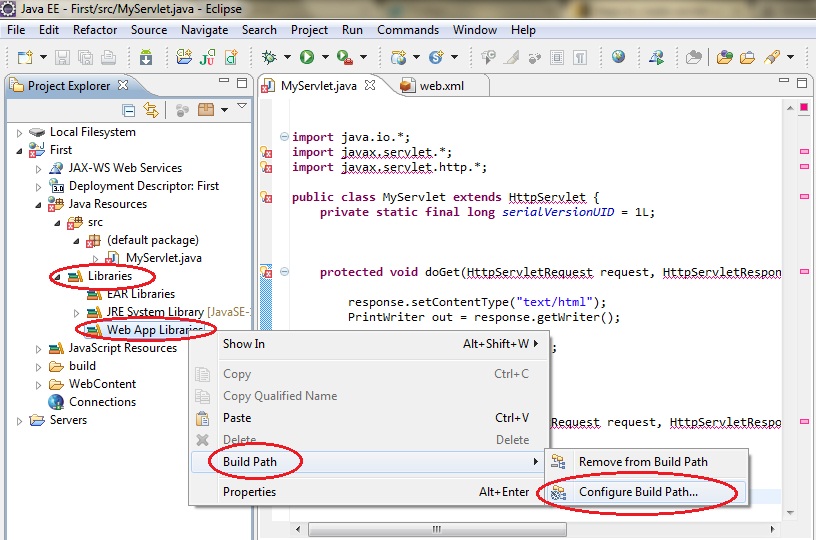 Java EE - First/src/MyServlet.java - Eclipse
File Edit Source Refactor Source Navigate Search Project Run Commands Window Help
Project Explorer
MyServlet.java
web.xml
Local Filesystem
First
JAX-WS Web Services
Deployment Descriptor: First
3.0
Java Resources
src
(default package)
MyServlet.java
Libraries
EAR Libraries
JRE System Library [JavaSE-
Web App Libraries
JavaScript Resources
build
WebContent
Connections
Servers
import java.io.*;
import javax.servlet.*;
import javax.servlet.http.*;
public class MyServlet extends HttpServlet {
private static final long serialVersionUID = 1L;
protected void doGet(HttpServletRequest request, HttpServletRespon
response.setContentType("text/html");
PrintWriter out = response.getWriter();
;
Request request, HttpServletRespon
Show In Alt+Shift+W
Copy Ctrl+C
Copy Qualified Name
Paste Ctrl+V
Delete Delete
Build Path
Properties Alt+Enter
Remove from Build Path
Configure Build Path...